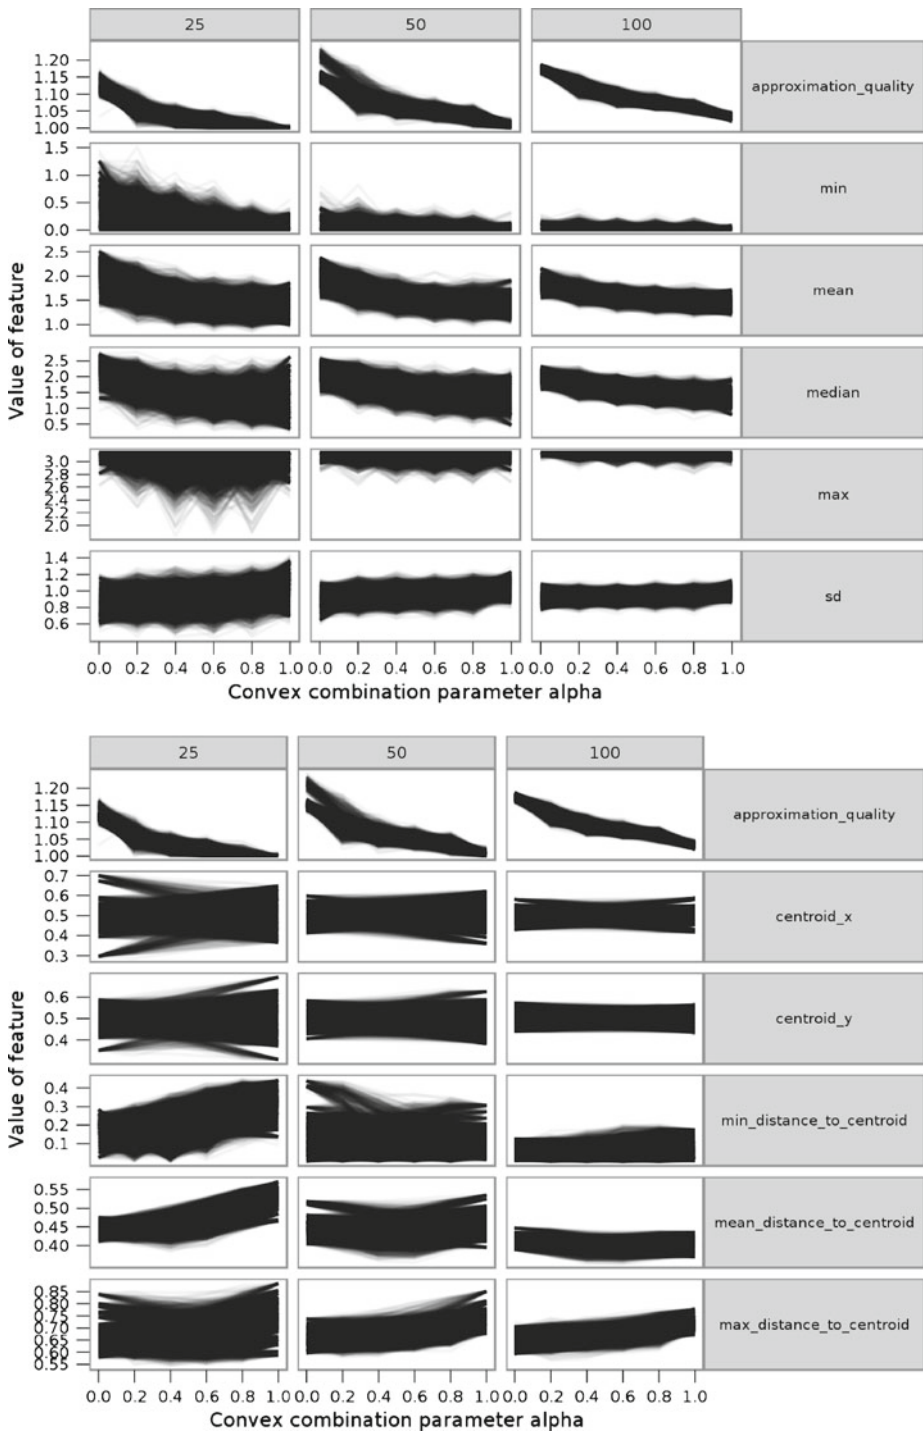 25 50 100
1.20
1.15
1.10
1.05
1.00
approximation_quality
1.5
1.0
0.5
0.0
min
2.5
2.0
1.5
1.0
mean
2.5
2.0
1.5
1.0
0.5
median
3.0
2.8
2.6
2.4
2.2
2.0
max
1.4
1.2
1.0
0.8
0.6
sd
Value of feature
0.0 0.2 0.4 0.6 0.8 1.0 0.0 0.2 0.4 0.6 0.8 1.0 0.0 0.2 0.4 0.6 0.8 1.0
Convex combination parameter alpha
25 50 100
1.20
1.15
1.10
1.05
1.00
approximation_quality
0.7
0.6
0.5
0.4
0.3
centroid_x
0.6
0.5
0.4
centroid_y
0.4
0.3
0.2
0.1
min_distance_to_centroid
0.55
0.50
0.45
0.40
mean_distance_to_centroid
0.85
0.80
0.75
0.70
0.65
0.60
0.55
max_distance_to_centroid
Value of feature
0.0 0.2 0.4 0.6 0.8 1.0 0.0 0.2 0.4 0.6 0.8 1.0 0.0 0.2 0.4 0.6 0.8 1.0
Convex combination parameter alpha